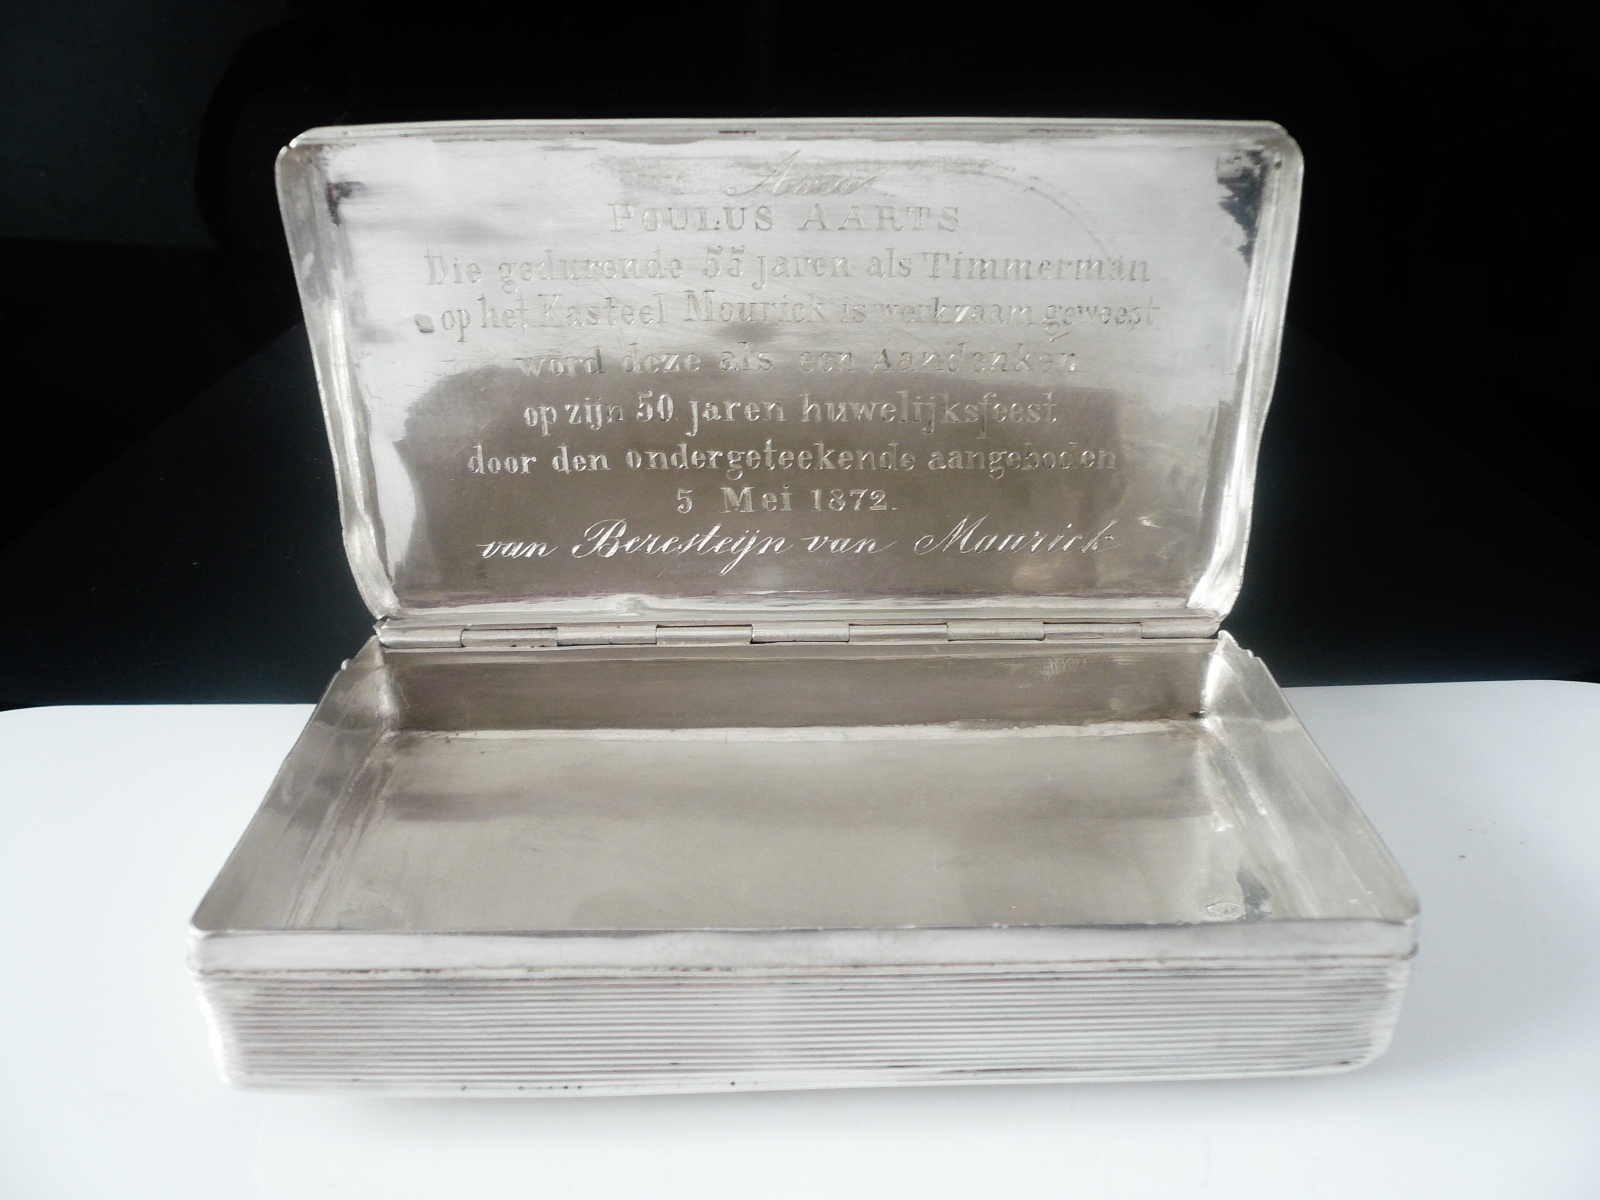 Aan
POULUS AARTS
Die gedurende 55 jaren als Timmerman
op het Kasteel Mourick is werkzaam geweest
word deze als een Aandenken
op zijn 50 jaren huwelijksfeest
door den ondergeteekende aangeboden
5 Mei 1872.
van Beresteijn van Maurick